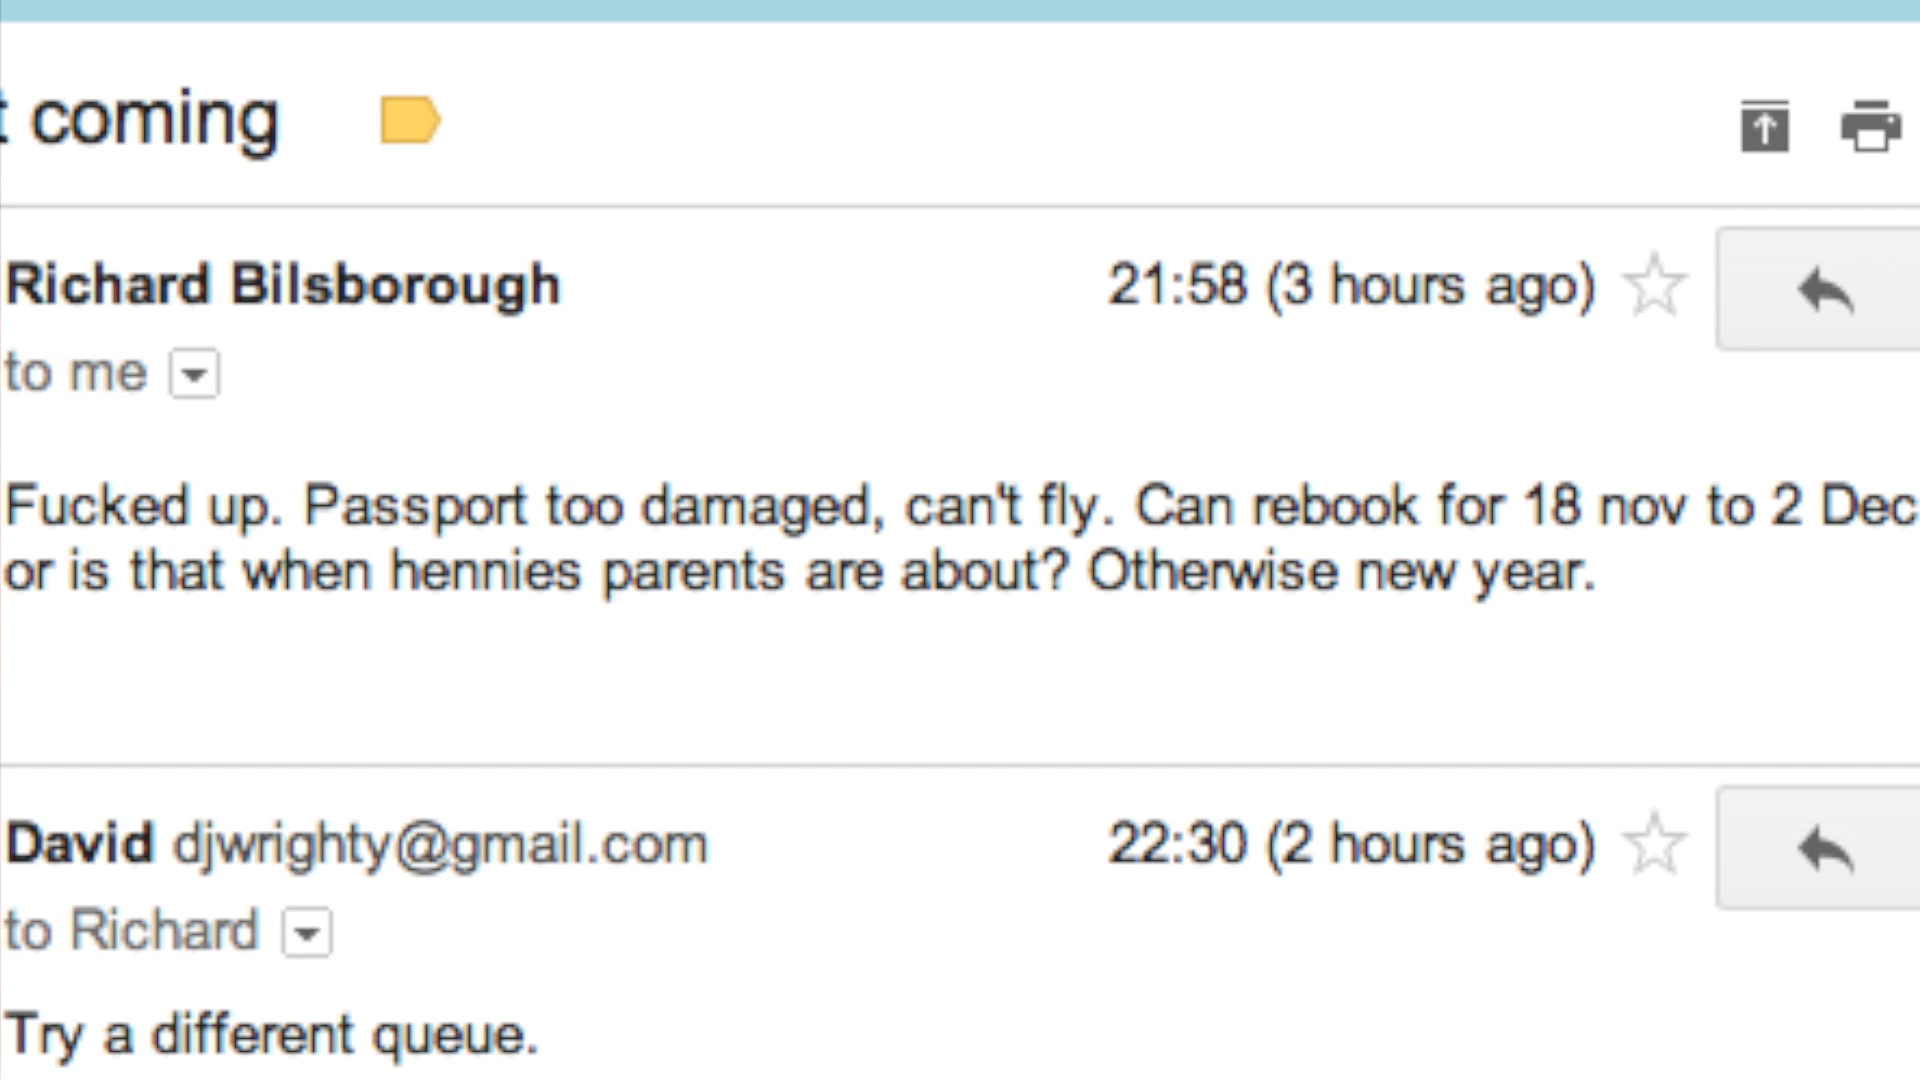 t coming
Richard Bilsborough 21:58 (3 hours ago)
to me
Fucked up. Passport too damaged, can't fly. Can rebook for 18 nov to 2 Dec
or is that when hennies parents are about? Otherwise new year.
David djwrighty@gmail.com 22:30 (2 hours ago)
to Richard
Try a different queue.